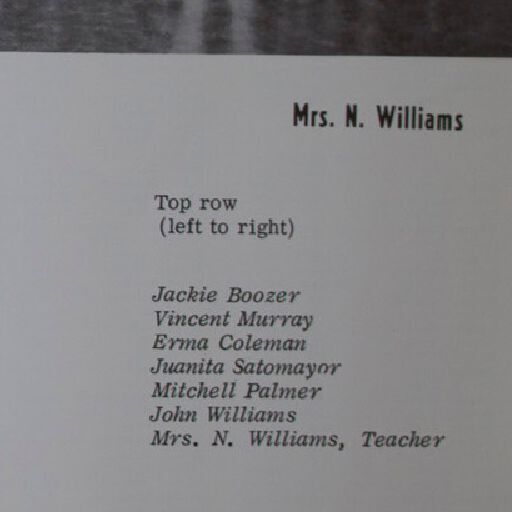 Mrs. N. Williams
Top row
(left to right)
Jackie Boozer
Vincent Murray
Erma Coleman
Juanita Satomayor
Mitchell Palmer
John Williams
Mrs. N. Williams, Teacher